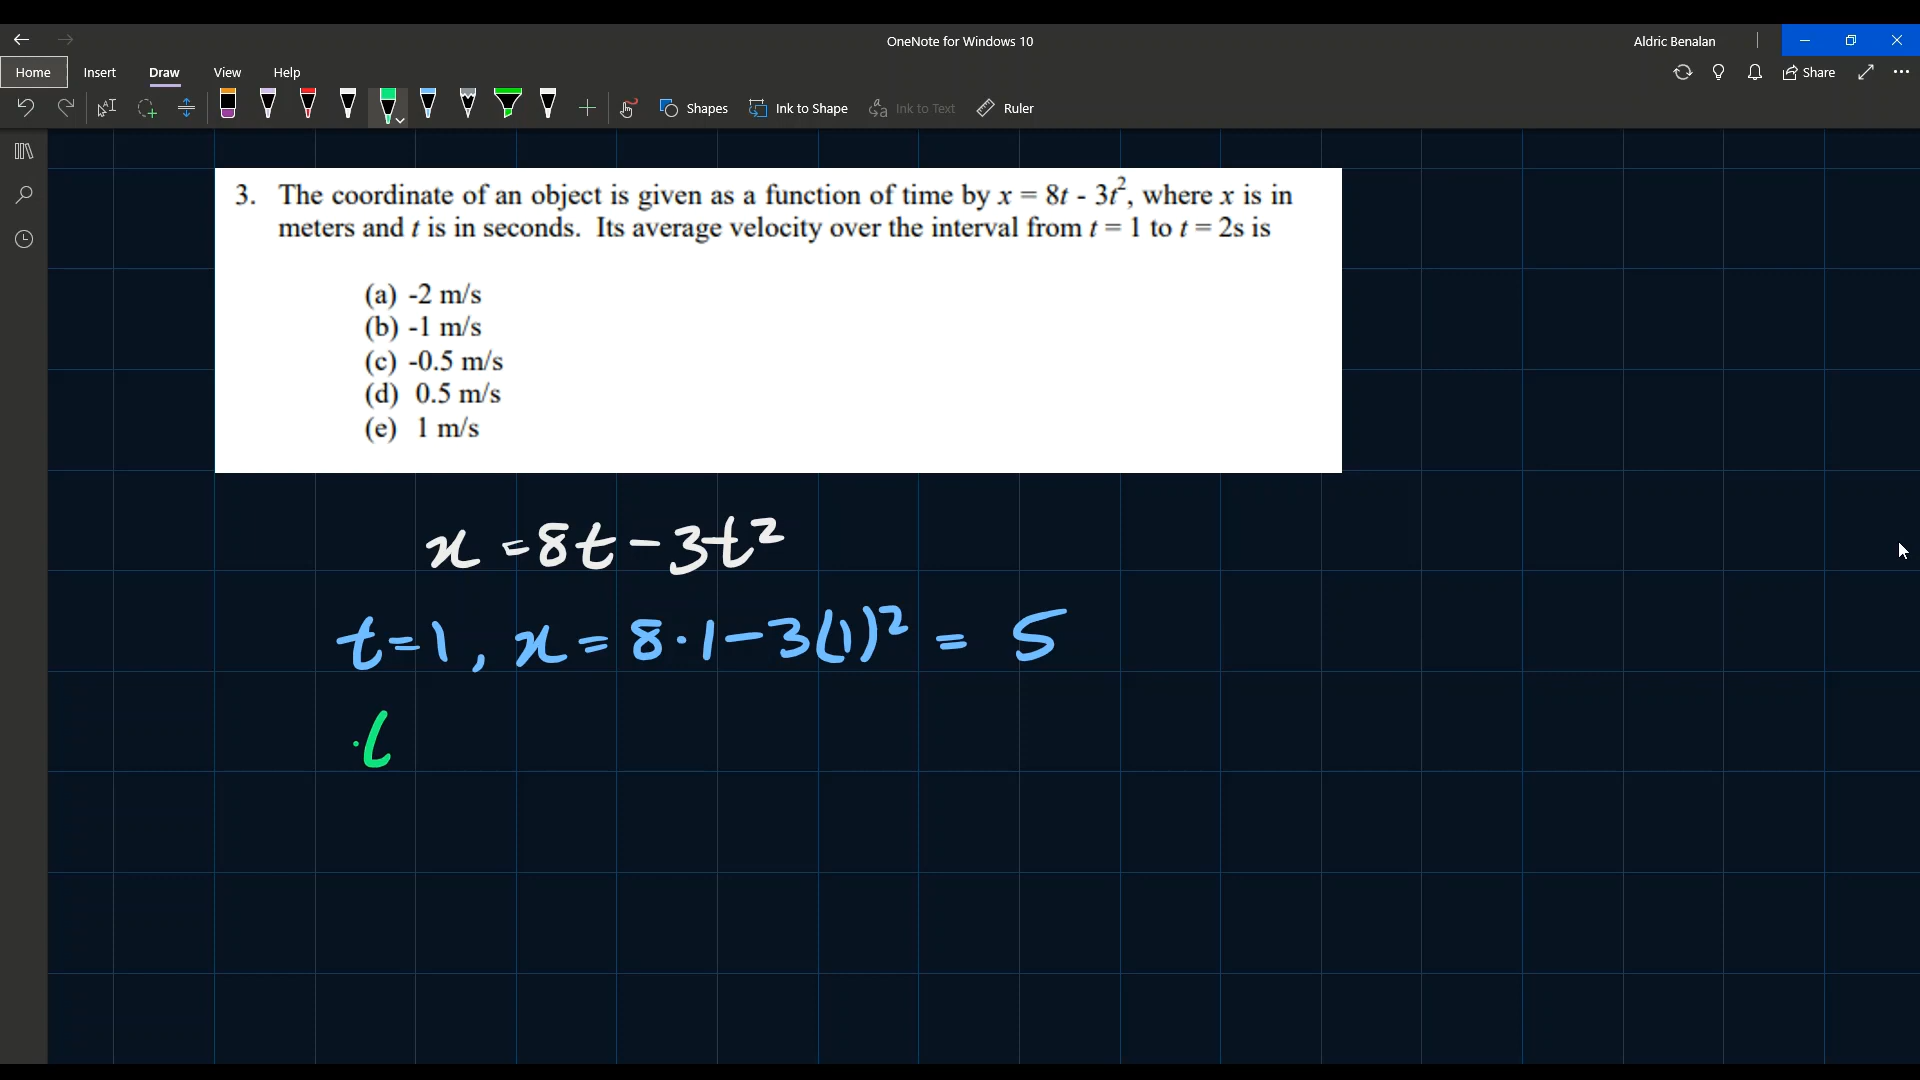 OneNote for Windows 10
Aldric Benalan
Home Insert Draw View Help
Share
Shapes Ink to Shape Ink to Text Ruler
3. The coordinate of an object is given as a function of time by x = 8t - 3t², where x is in
meters and t is in seconds. Its average velocity over the interval from t = 1 to t = 2s is
(a) -2 m/s
(b) -1 m/s
(c) -0.5 m/s
(d) 0.5 m/s
(e) 1 m/s
x = 8t - 3t²
t = 1, x = 8·1 - 3(1)² = 5